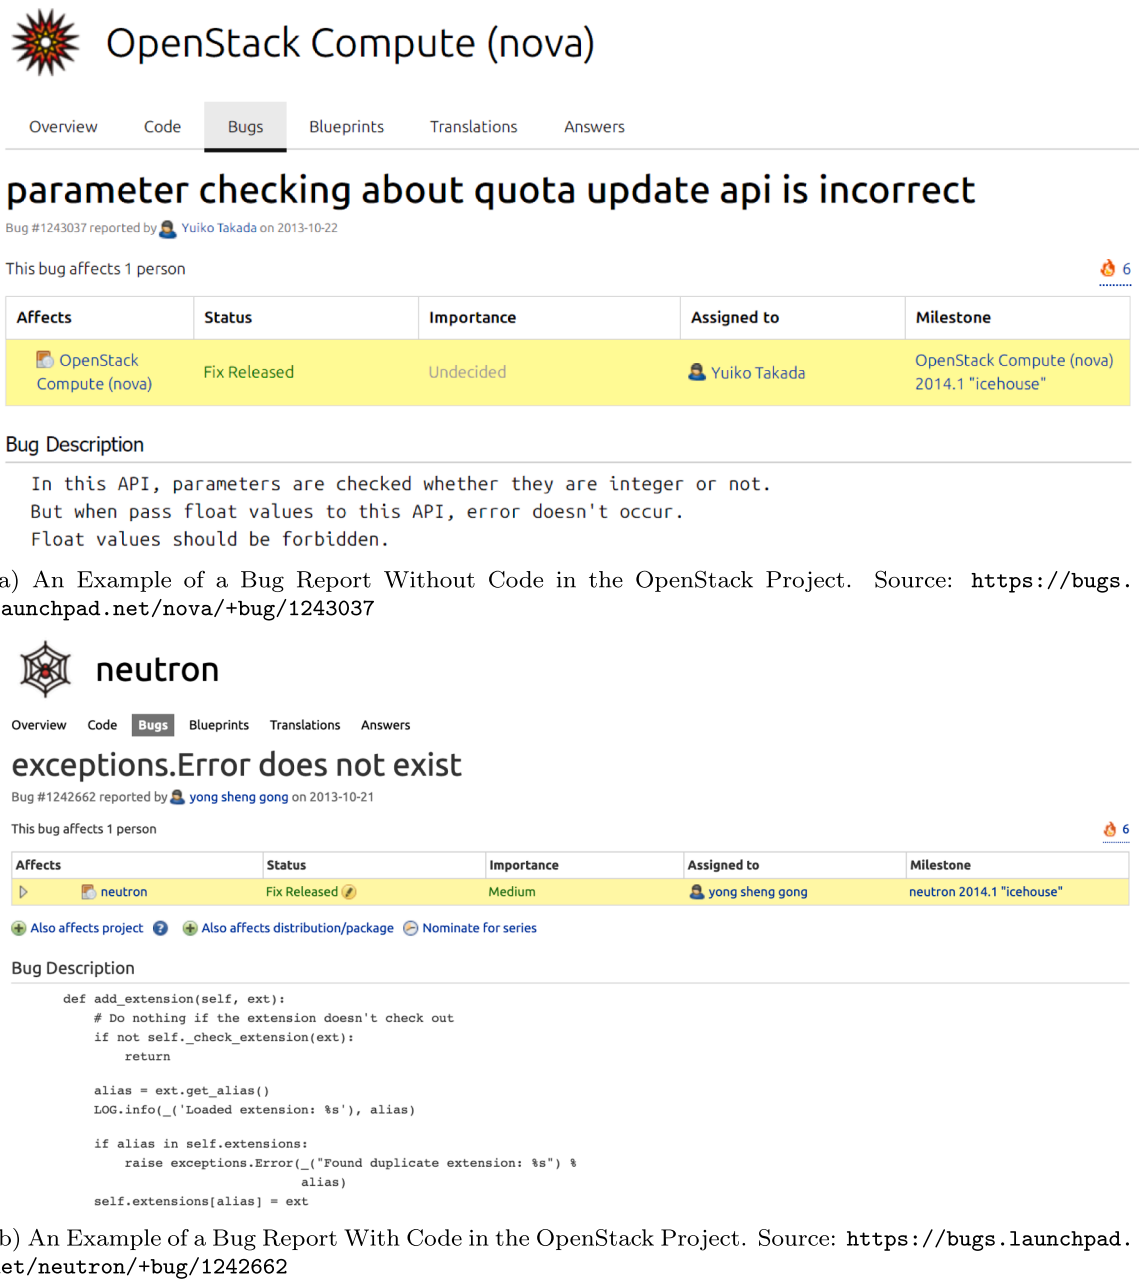 OpenStack Compute (nova)
Overview Code Bugs Blueprints Translations Answers
parameter checking about quota update api is incorrect
Bug #1243037 reported by Yuiko Takada on 2013-10-22
This bug affects 1 person 6
Affects Status Importance Assigned to Milestone
OpenStack Compute (nova) Fix Released Undecided Yuiko Takada OpenStack Compute (nova) 2014.1 "icehouse"
Bug Description
In this API, parameters are checked whether they are integer or not.
But when pass float values to this API, error doesn't occur.
Float values should be forbidden.
a) An Example of a Bug Report Without Code in the OpenStack Project. Source: https://bugs.
aunchpad.net/nova/+bug/1243037
neutron
Overview Code Bugs Blueprints Translations Answers
exceptions.Error does not exist
Bug #1242662 reported by yong sheng gong on 2013-10-21
This bug affects 1 person 6
Affects Status Importance Assigned to Milestone
neutron Fix Released Medium yong sheng gong neutron 2014.1 "icehouse"
Also affects project ? Also affects distribution/package Nominate for series
Bug Description
def add_extension(self, ext):
# Do nothing if the extension doesn't check out
if not self._check_extension(ext):
return
alias = ext.get_alias()
LOG.info(_('Loaded extension: %s'), alias)
if alias in self.extensions:
raise exceptions.Error(_("Found duplicate extension: %s") %
alias)
self.extensions[alias] = ext
b) An Example of a Bug Report With Code in the OpenStack Project. Source: https://bugs.launchpad.
et/neutron/+bug/1242662